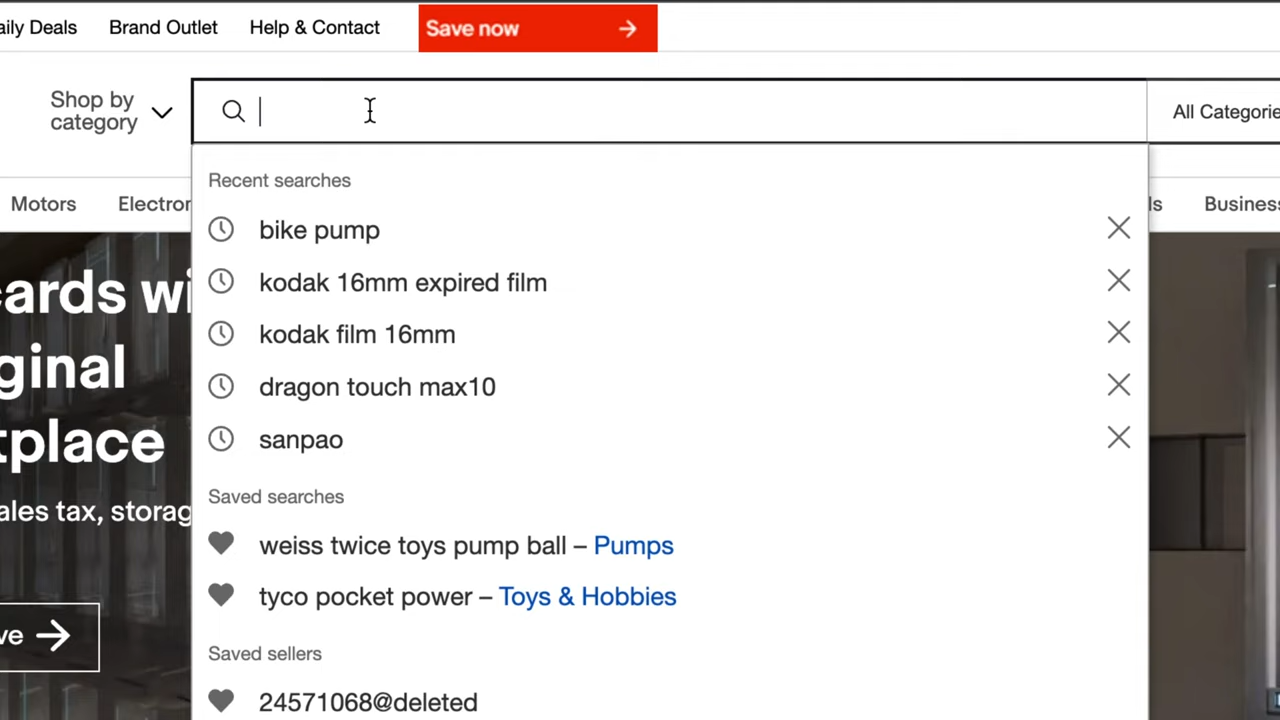 aily Deals Brand Outlet Help & Contact Save now
Shop by
category
All Categorie
Motors Electron ls Business
cards wi
ginal
tplace
ales tax, storag
ve
Recent searches
bike pump
kodak 16mm expired film
kodak film 16mm
dragon touch max10
sanpao
Saved searches
weiss twice toys pump ball – Pumps
tyco pocket power – Toys & Hobbies
Saved sellers
24571068@deleted